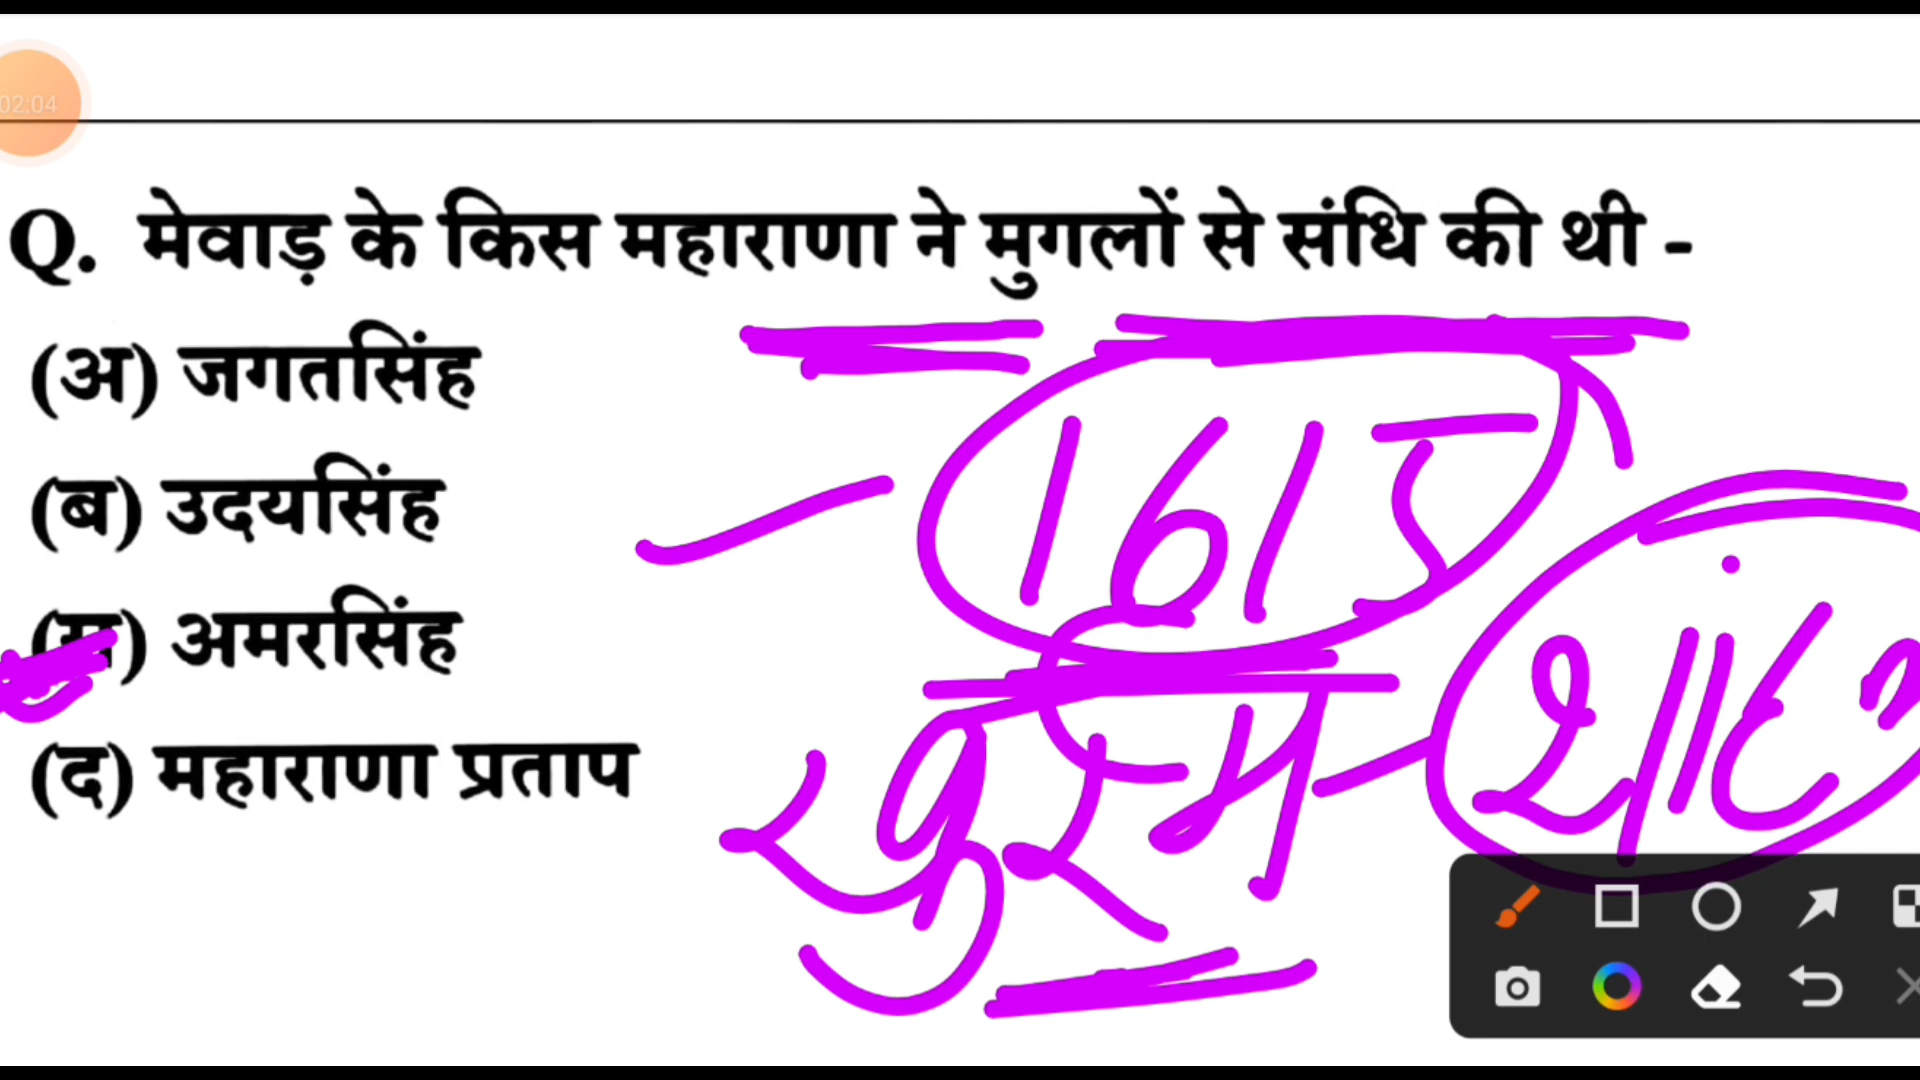 02:04
Q. मेवाड़ के किस महाराणा ने मुगलों से संधि की थी -
(अ) जगतसिंह
(ब) उदयसिंह
(स) अमरसिंह
(द) महाराणा प्रताप
1615
खुर्रम -